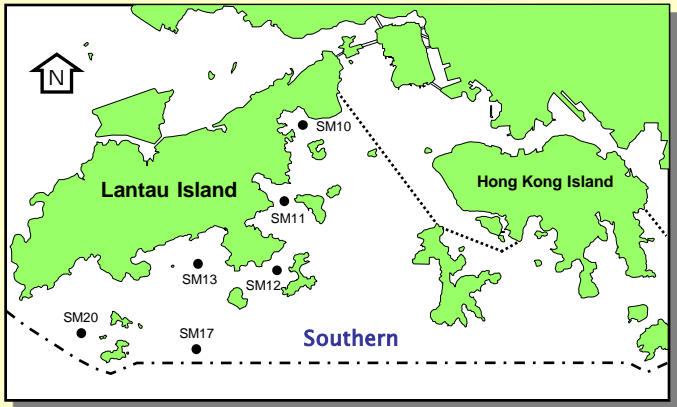 N
SM10
Lantau Island
Hong Kong Island
SM11
SM13
SM12
SM20
SM17
Southern